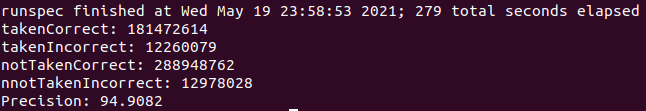 runspec finished at Wed May 19 23:58:53 2021; 279 total seconds elapsed
takenCorrect: 181472614
takenIncorrect: 12260079
notTakenCorrect: 288948762
nnotTakenIncorrect: 12978028
Precision: 94.9082